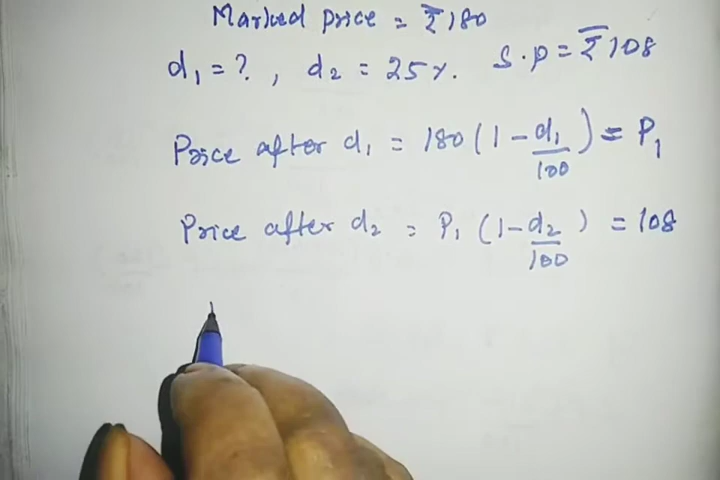 Marked price = ₹180
d₁ = ? , d₂ = 25%. S.P = ₹108
Price after d₁ = 180 (1 - d₁/100) = P₁
Price after d₂ = P₁ (1 - d₂/100) = 108